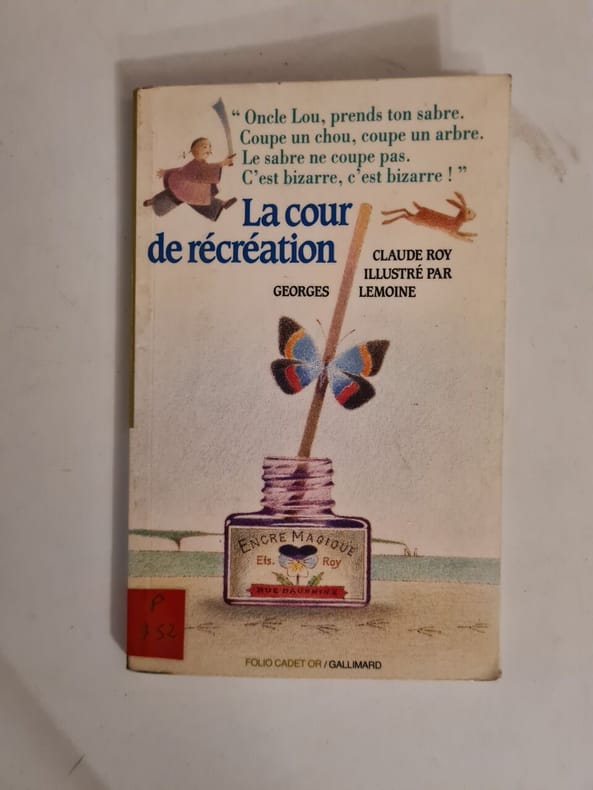 “ Oncle Lou, prends ton sabre.
Coupe un chou, coupe un arbre.
Le sabre ne coupe pas.
C'est bizarre, c'est bizarre ! ”
La cour
de récréation
CLAUDE ROY
ILLUSTRÉ PAR
GEORGES LEMOINE
ENCRE MAGIQUE
Ets. Roy
RUE DAUPHINE
P
752
FOLIO CADET OR / GALLIMARD